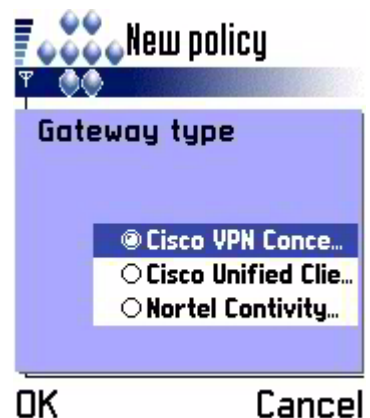 New policy
Gateway type
Cisco VPN Conce...
Cisco Unified Clie...
Nortel Contivity...
OK Cancel